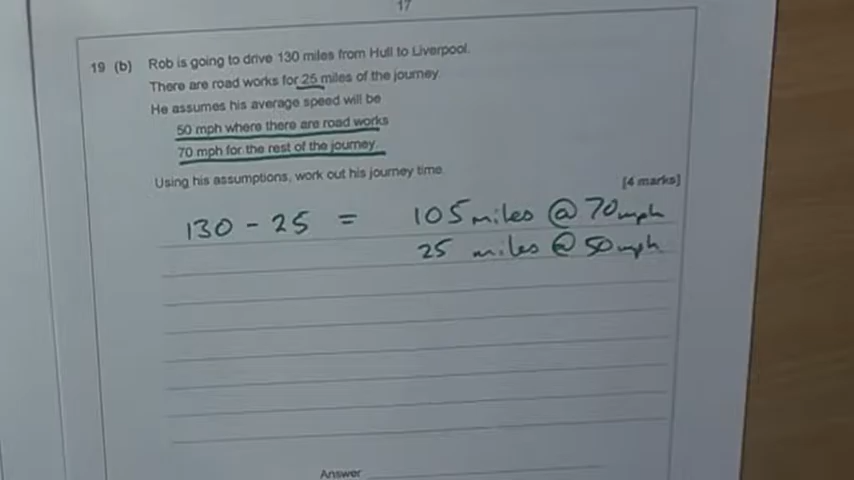 17
19 (b) Rob is going to drive 130 miles from Hull to Liverpool.
There are road works for 25 miles of the journey.
He assumes his average speed will be
50 mph where there are road works
70 mph for the rest of the journey.
Using his assumptions, work out his journey time.
[4 marks]
130 - 25 = 105 miles @ 70mph
25 miles @ 50mph
Answer